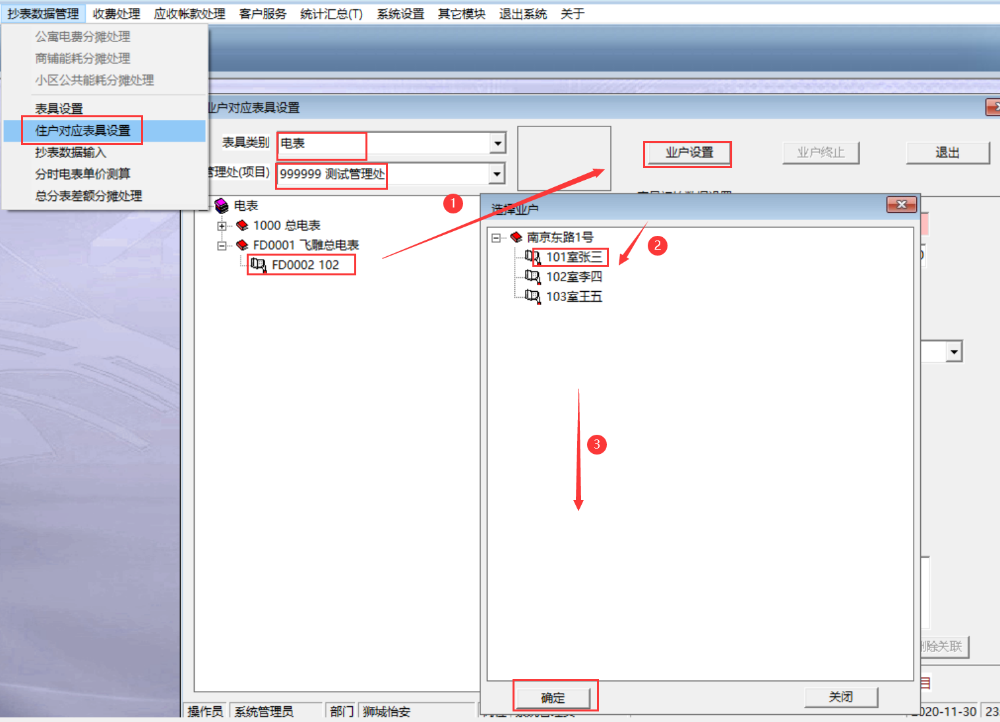 抄表数据管理 收费处理 应收帐款处理 客户服务 统计汇总(T) 系统设置 其它模块 退出系统 关于
公寓电费分摊处理
商铺能耗分摊处理
小区公共能耗分摊处理
表具设置
住户对应表具设置
抄表数据输入
分时电表单价测算
总分表差额分摊处理
业户对应表具设置
表具类别 电表
管理处(项目) 999999 测试管理处
业户设置 业户终止 退出
电表
1000 总电表
FD0001 飞雕总电表
FD0002 102
1
选择业户
南京东路1号
101室张三
102室李四
103室王五
2
3
确定 关闭
删除关联
操作员 系统管理员 部门 狮城怡安
2020-11-30 23